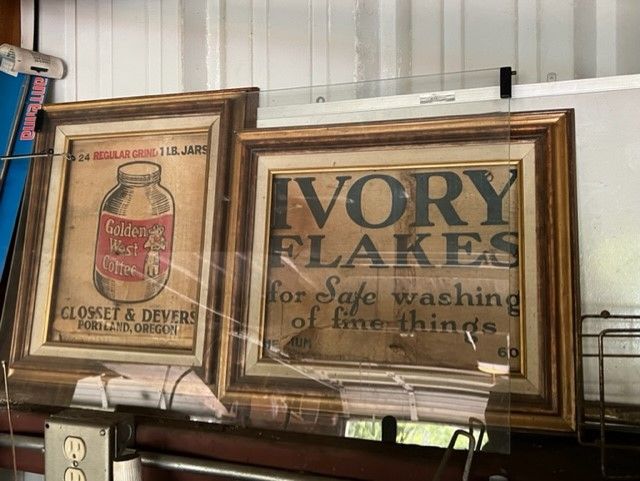 24 REGULAR GRIND 1 LB. JARS
Golden
West
Coffee
CLOSSET & DEVERS
PORTLAND, OREGON
IVORY
FLAKES
for Safe washing
of fine things
60